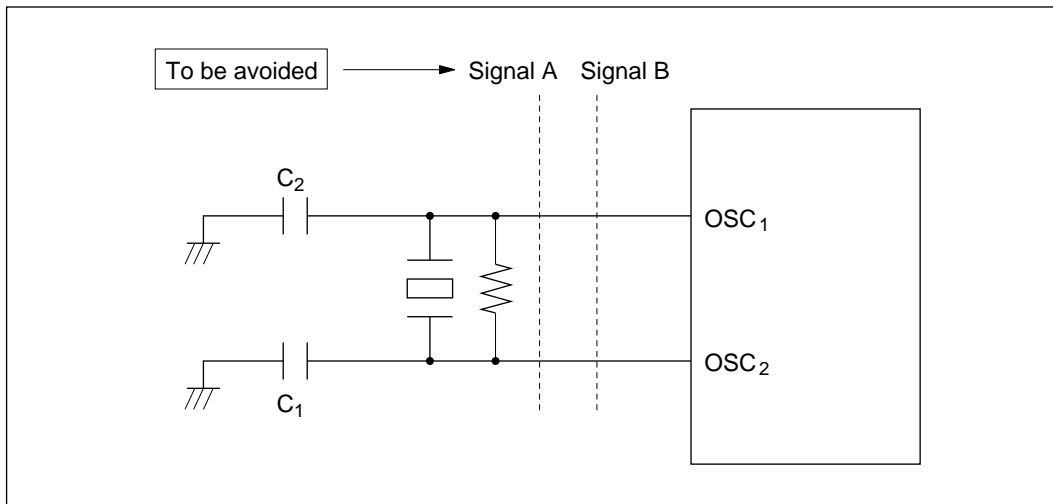 To be avoided
Signal A
Signal B
C2
OSC1
OSC2
C1